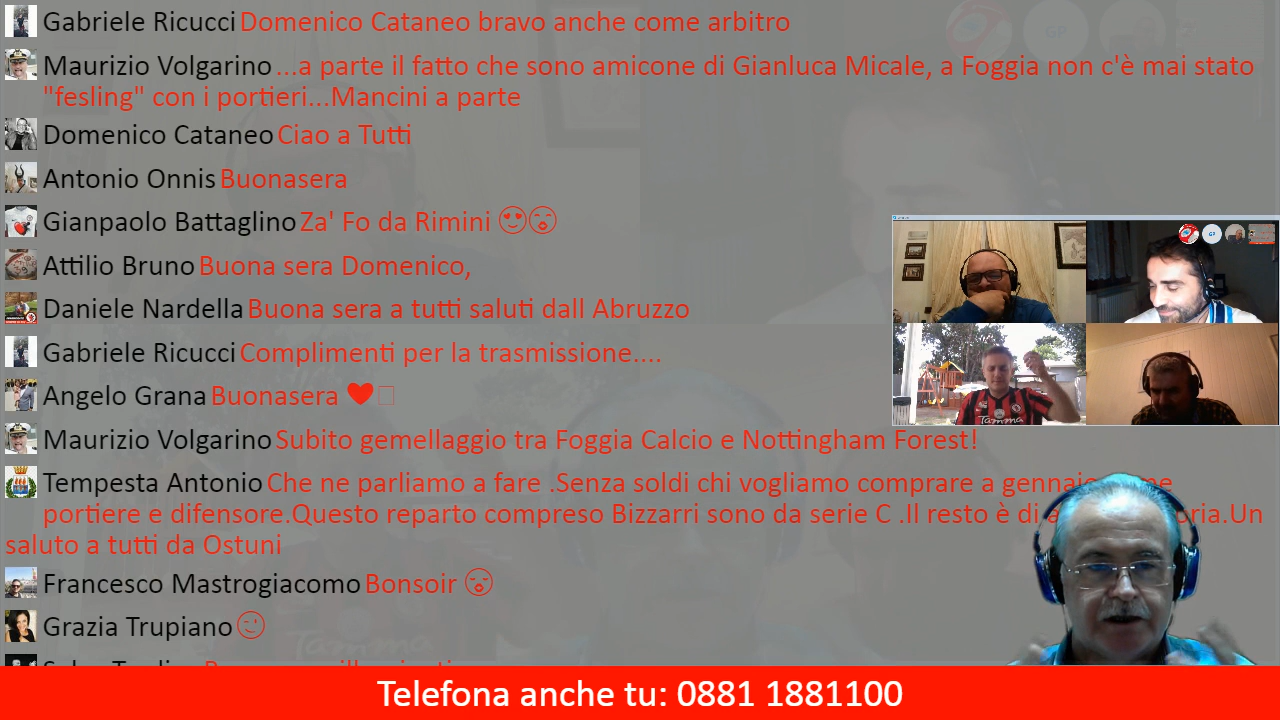 Gabriele Ricucci Domenico Cataneo bravo anche come arbitro
Maurizio Volgarino ...a parte il fatto che sono amicone di Gianluca Micale, a Foggia non c'è mai stato
"fesling" con i portieri...Mancini a parte
Domenico Cataneo Ciao a Tutti
Antonio Onnis Buonasera
Gianpaolo Battaglino Za' Fo da Rimini 😍😮
Attilio Bruno Buona sera Domenico,
Daniele Nardella Buona sera a tutti saluti dall Abruzzo
Gabriele Ricucci Complimenti per la trasmissione....
Angelo Grana Buonasera ❤
Maurizio Volgarino Subito gemellaggio tra Foggia Calcio e Nottingham Forest!
Tempesta Antonio Che ne parliamo a fare .Senza soldi chi vogliamo comprare a
portiere e difensore.Questo reparto compreso Bizzarri sono da serie C .Il resto è di
.Un
saluto a tutti da Ostuni
Francesco Mastrogiacomo Bonsoir 😮
Grazia Trupiano 😉
GP
Tamma
Telefona anche tu: 0881 1881100